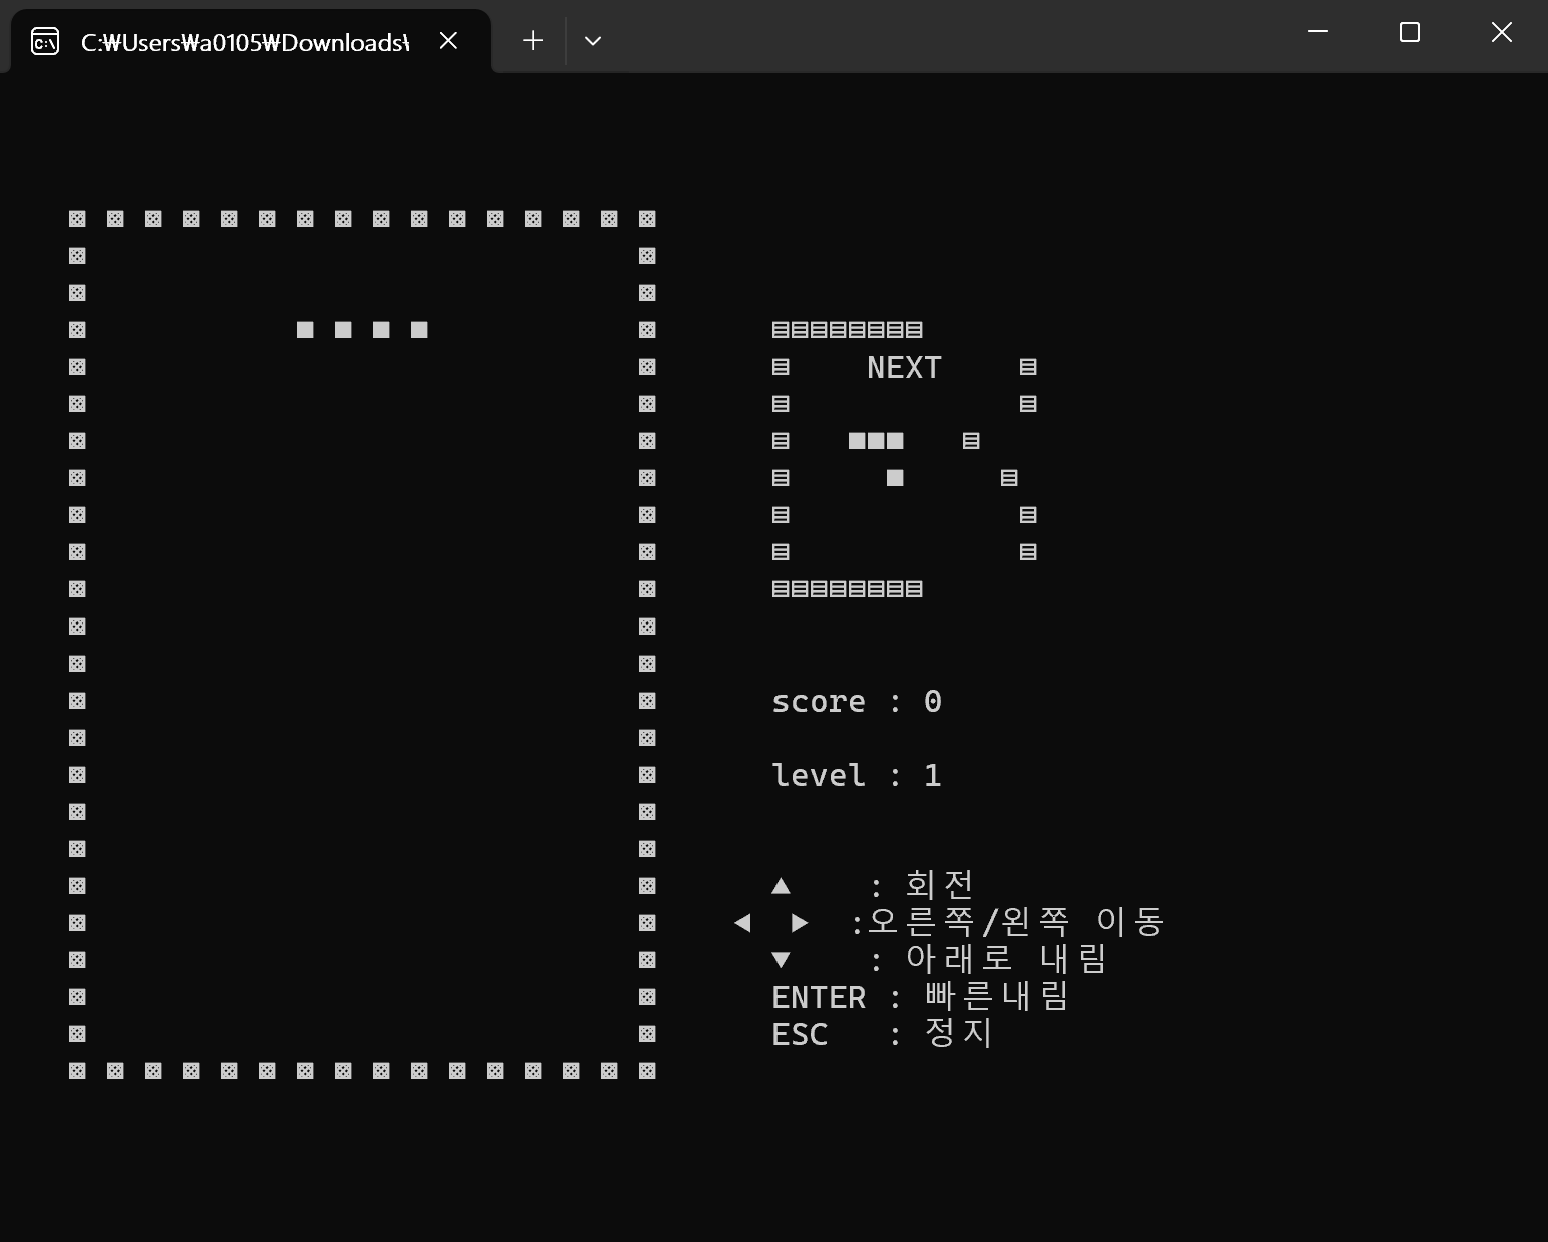 C:₩Users₩a0105₩Downloads₩
NEXT
score : 0
level : 1
▲ : 회전
◀ ▶ :오른쪽/왼쪽 이동
▼ : 아래로 내림
ENTER : 빠른내림
ESC : 정지